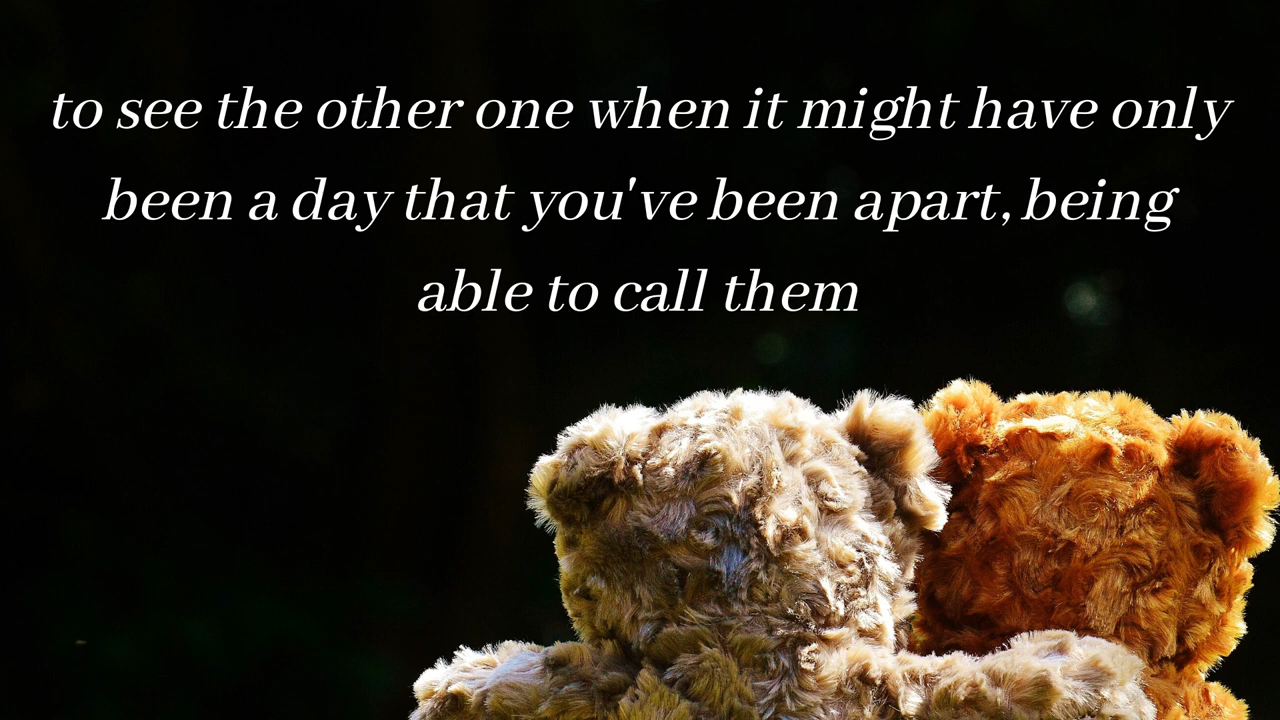 to see the other one when it might have only
been a day that you've been apart, being
able to call them